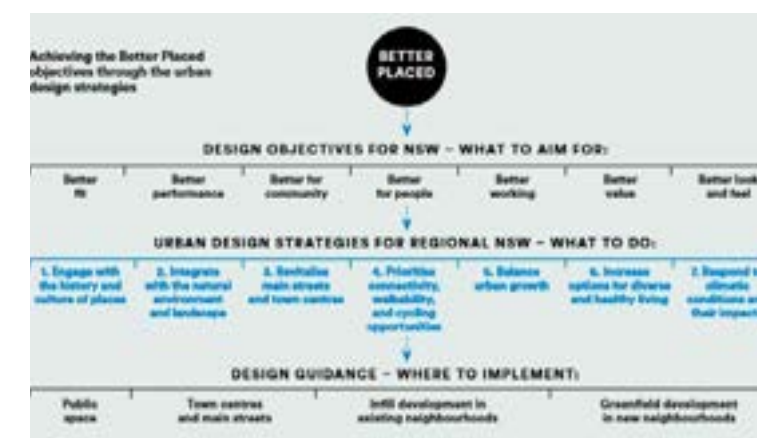 Achieving the Better Placed
objectives through the urban
design strategies
BETTER
PLACED
DESIGN OBJECTIVES FOR NSW – WHAT TO AIM FOR:
Better
fit
Better
performance
Better for
community
Better
for people
Better
working
Better
value
Better look
and feel
URBAN DESIGN STRATEGIES FOR REGIONAL NSW – WHAT TO DO:
1. Engage with
the history and
culture of places
2. Integrate
with the natural
environment
and landscape
3. Revitalise
main streets
and town centres
4. Prioritise
connectivity,
walkability,
and cycling
opportunities
5. Balance
urban growth
6. Increase
options for diverse
and healthy living
7. Respond
climatic
conditions
their
DESIGN GUIDANCE – WHERE TO IMPLEMENT:
Public
space
Town centres
and main streets
Infill development in
existing neighbourhoods
Greenfield development
in new neighbourhoods